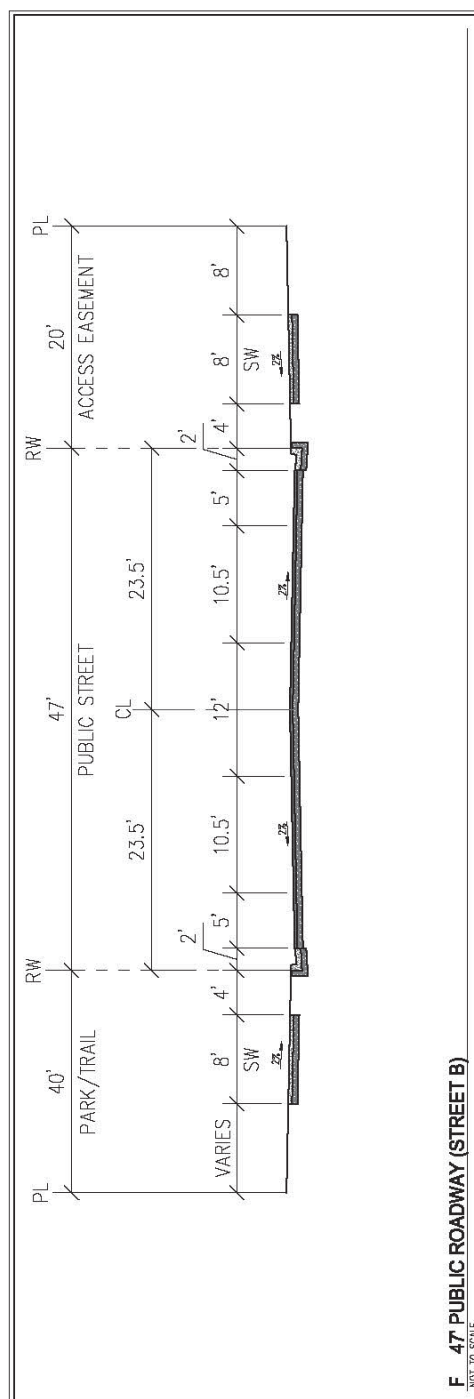 PL RW RW PL
40' 47' 20'
PARK/TRAIL PUBLIC STREET ACCESS EASEMENT
CL
23.5' 23.5'
2' 2'
VARIES 8' 4' 5' 10.5' 12' 10.5' 5' 4' 8' 8'
SW SW
2% 2% 2% 2%
F 47' PUBLIC ROADWAY (STREET B)
NOT TO SCALE